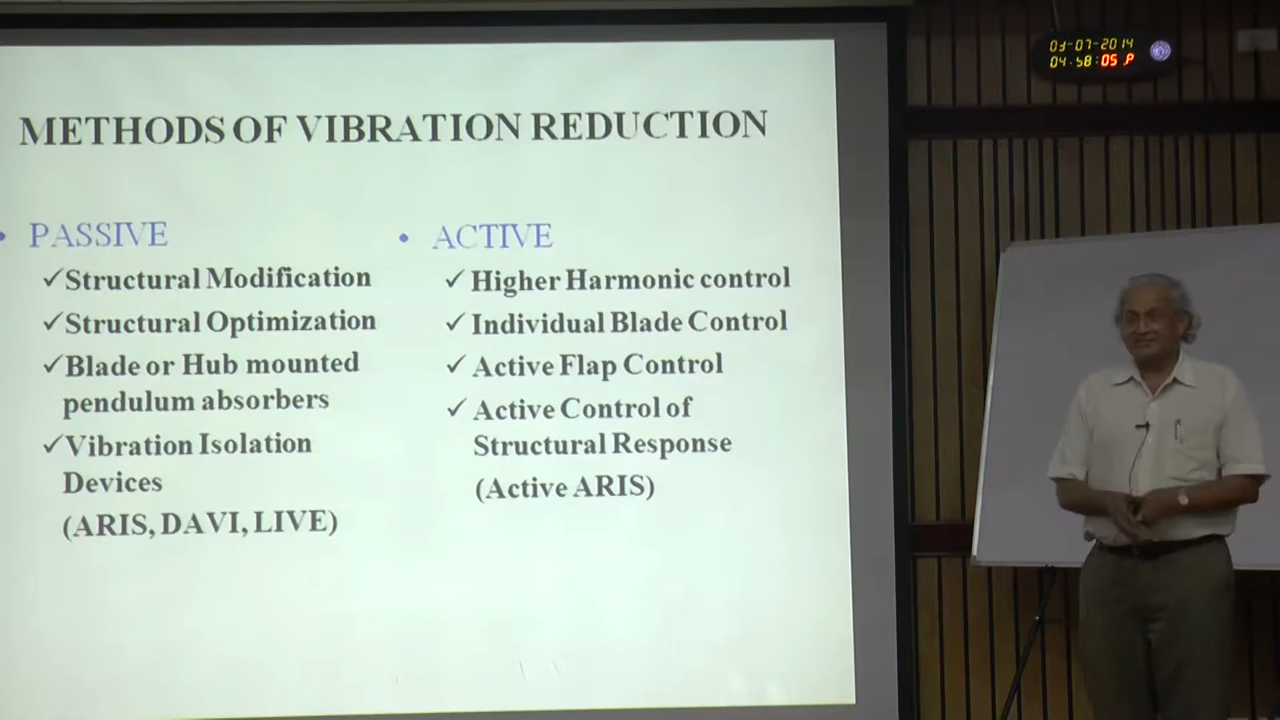 METHODS OF VIBRATION REDUCTION
• PASSIVE
✓Structural Modification
✓Structural Optimization
✓Blade or Hub mounted
pendulum absorbers
✓Vibration Isolation
Devices
(ARIS, DAVI, LIVE)
• ACTIVE
✓ Higher Harmonic control
✓ Individual Blade Control
✓ Active Flap Control
✓ Active Control of
Structural Response
(Active ARIS)
03-07-2014
04:58:05 P